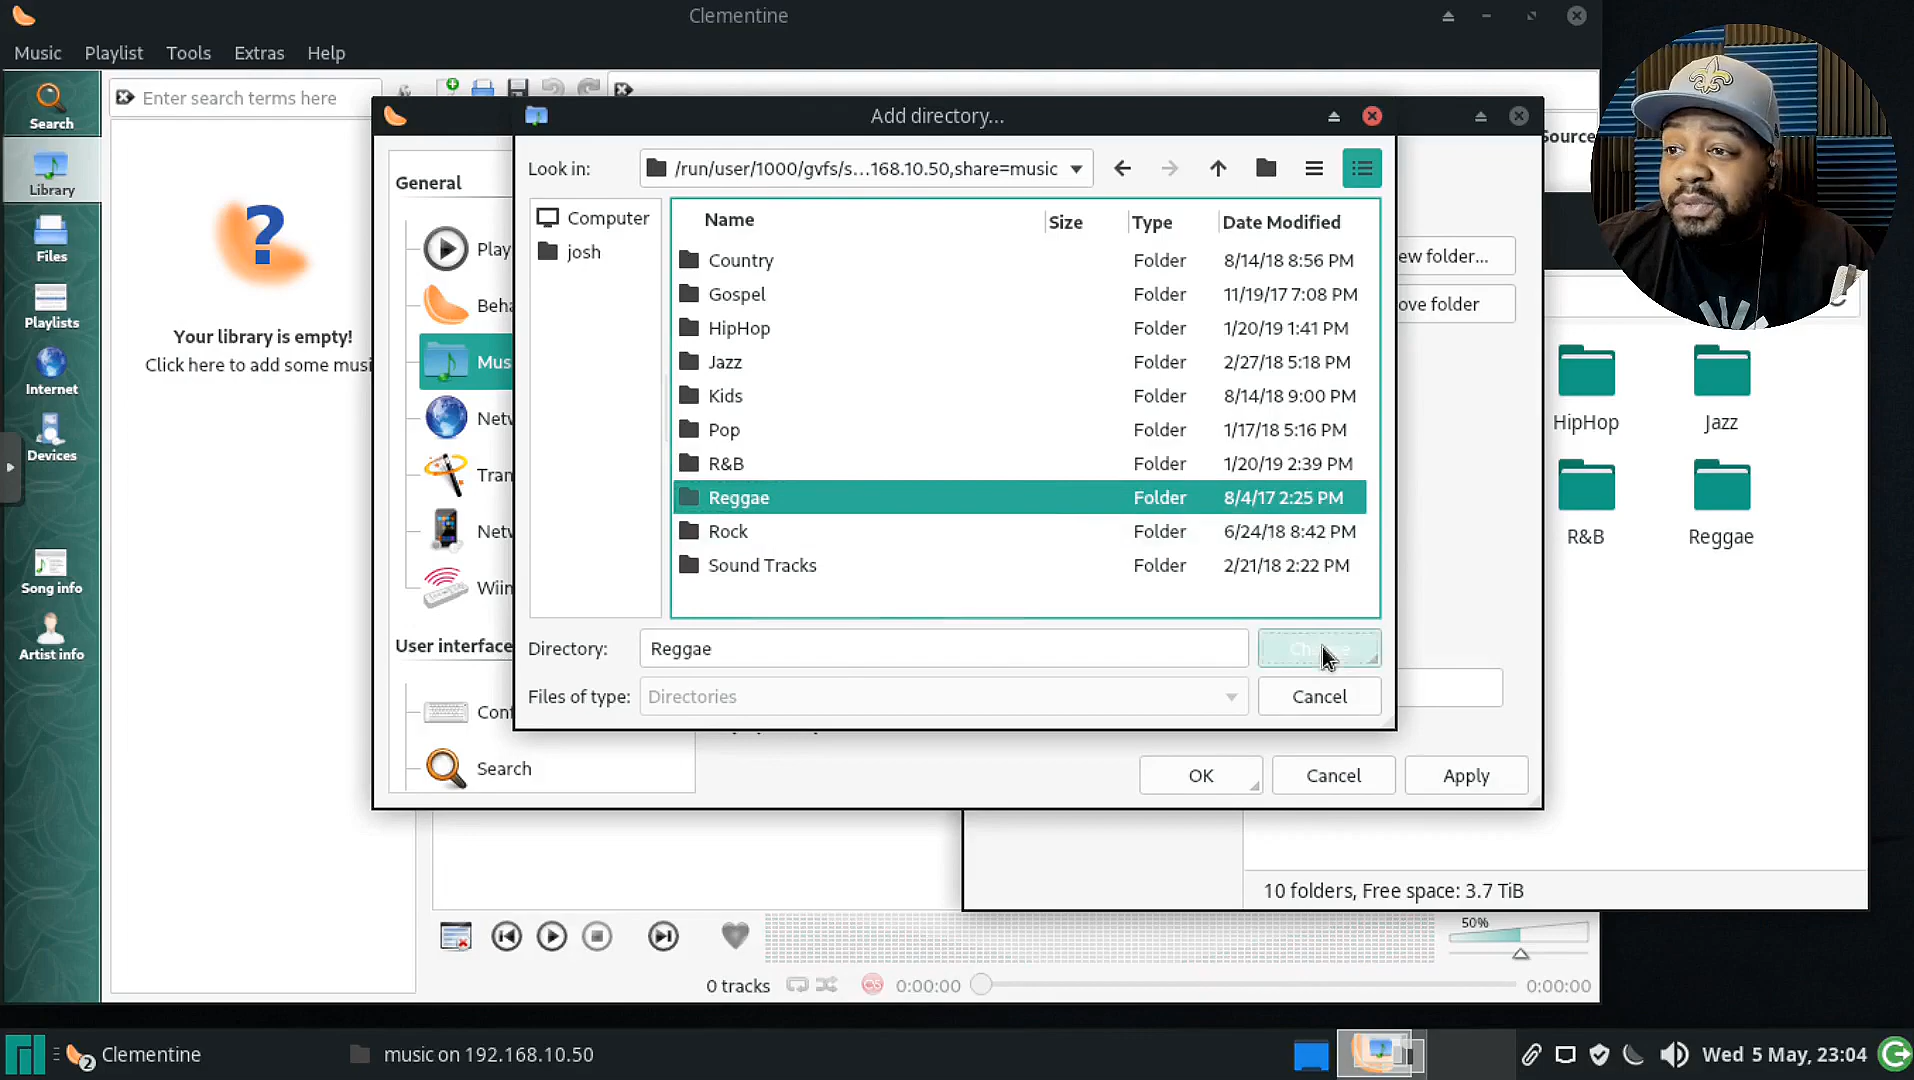 Clementine
Music Playlist Tools Extras Help
Search
Library
Files
Playlists
Internet
Devices
Song info
Artist info
Enter search terms here
Your library is empty!
Click here to add some musi
General
Play
Beha
Mus
Netw
Tran
Netw
Wiim
User interface
Conf
Search
Add directory...
Look in: /run/user/1000/gvfs/s...168.10.50,share=music
Computer
josh
Name Size Type Date Modified
Country Folder 8/14/18 8:56 PM
Gospel Folder 11/19/17 7:08 PM
HipHop Folder 1/20/19 1:41 PM
Jazz Folder 2/27/18 5:18 PM
Kids Folder 8/14/18 9:00 PM
Pop Folder 1/17/18 5:16 PM
R&B Folder 1/20/19 2:39 PM
Reggae Folder 8/4/17 2:25 PM
Rock Folder 6/24/18 8:42 PM
Sound Tracks Folder 2/21/18 2:22 PM
Directory: Reggae
Files of type: Directories Cancel
ew folder...
ove folder
OK Cancel Apply
Source
HipHop Jazz
R&B Reggae
10 folders, Free space: 3.7 TiB
50%
0 tracks 0:00:00 0:00:00
2 Clementine music on 192.168.10.50 Wed 5 May, 23:04